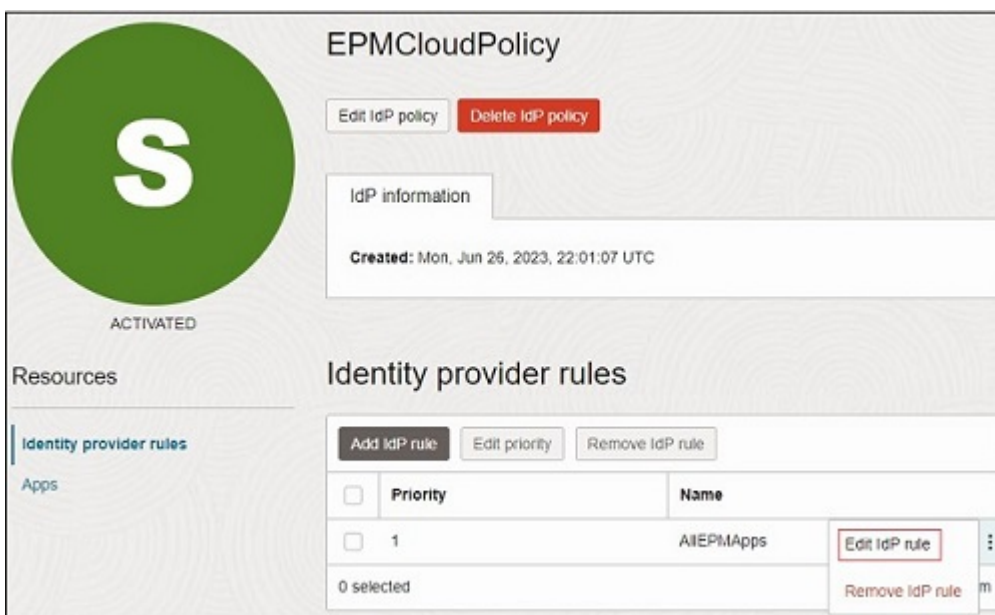 S
ACTIVATED
Resources
Identity provider rules
Apps
EPMCloudPolicy
Edit IdP policy Delete IdP policy
IdP information
Created: Mon, Jun 26, 2023, 22:01:07 UTC
Identity provider rules
Add IdP rule Edit priority Remove IdP rule
Priority Name
1 AllEPMApps Edit IdP rule
0 selected Remove IdP rule m